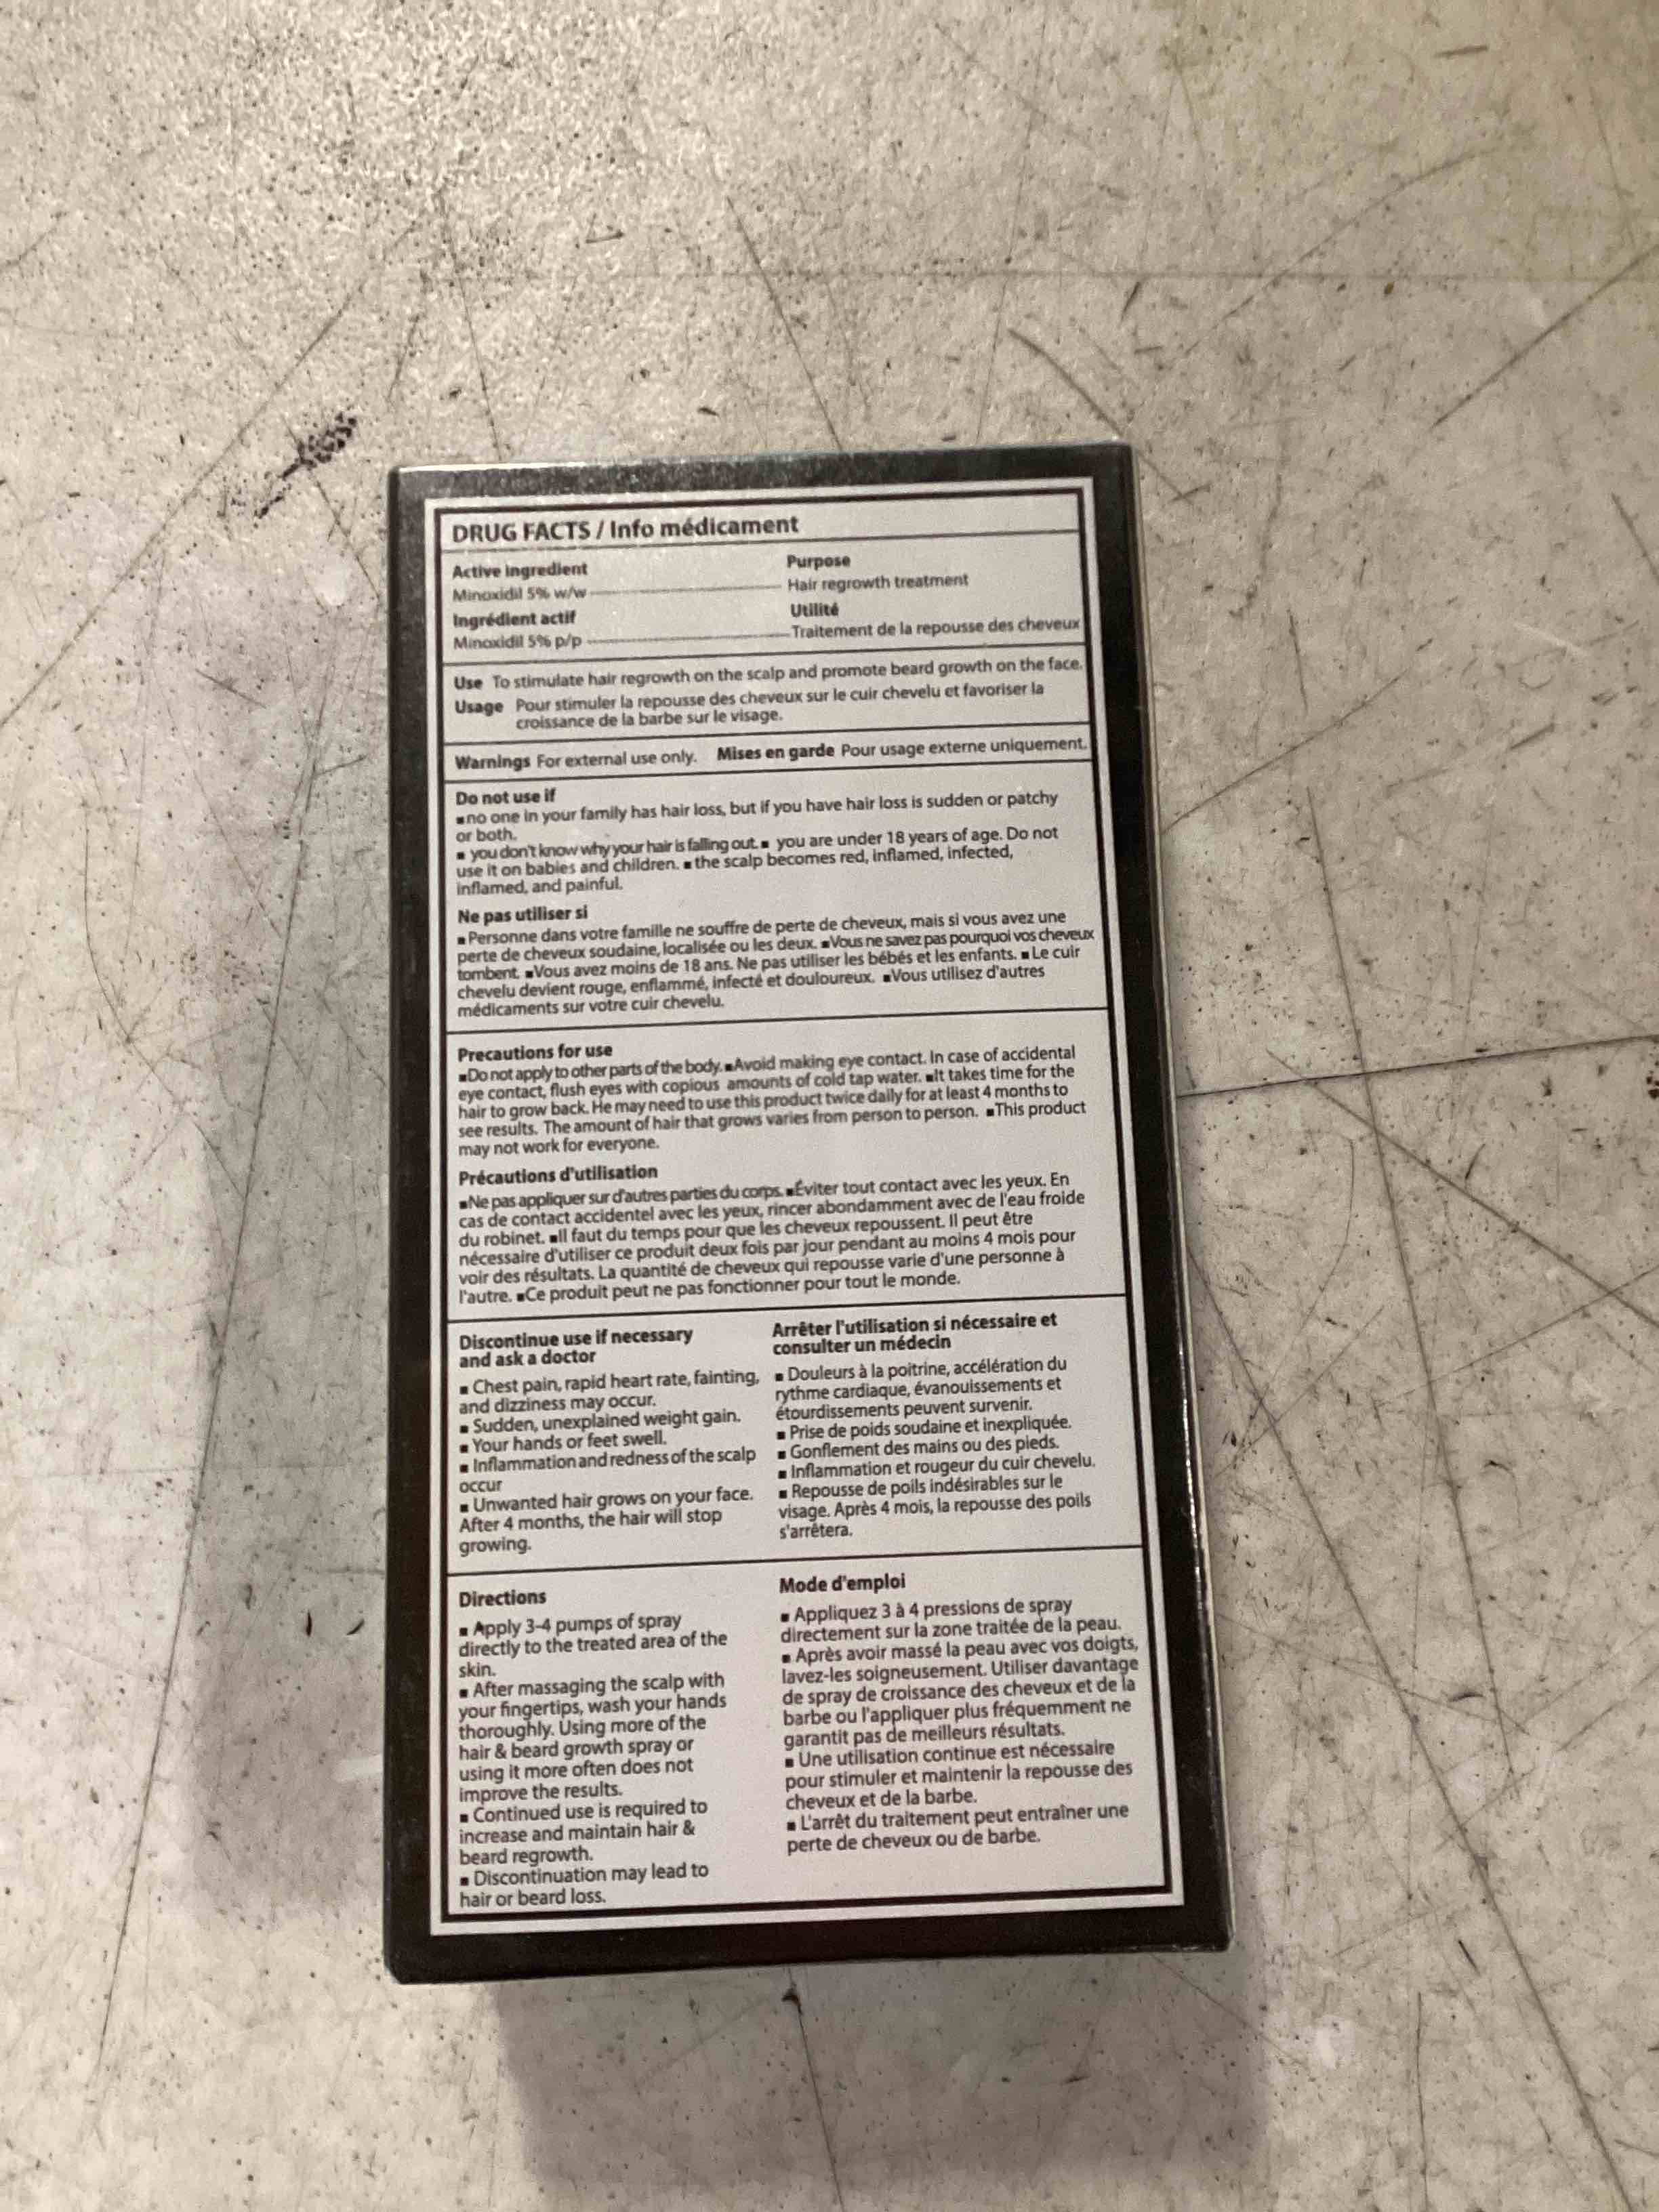 DRUG FACTS / Info médicament
Active ingredient Purpose
Minoxidil 5% w/w Hair regrowth treatment
Ingrédient actif Utilité
Minoxidil 5% p/p Traitement de la repousse des cheveux
Use To stimulate hair regrowth on the scalp and promote beard growth on the face.
Usage Pour stimuler la repousse des cheveux sur le cuir chevelu et favoriser la
croissance de la barbe sur le visage.
Warnings For external use only. Mises en garde Pour usage externe uniquement.
Do not use if
▪no one in your family has hair loss, but if you have hair loss is sudden or patchy
or both.
▪ you don't know why your hair is falling out.▪ you are under 18 years of age. Do not
use it on babies and children. ▪the scalp becomes red, inflamed, infected,
inflamed, and painful.
Ne pas utiliser si
▪Personne dans votre famille ne souffre de perte de cheveux, mais si vous avez une
perte de cheveux soudaine, localisée ou les deux. ▪Vous ne savez pas pourquoi vos cheveux
tombent. ▪Vous avez moins de 18 ans. Ne pas utiliser les bébés et les enfants. ▪Le cuir
chevelu devient rouge, enflammé, infecté et douloureux. ▪Vous utilisez d'autres
médicaments sur votre cuir chevelu.
Precautions for use
▪Do not apply to other parts of the body. ▪Avoid making eye contact. In case of accidental
eye contact, flush eyes with copious amounts of cold tap water. ▪It takes time for the
hair to grow back. He may need to use this product twice daily for at least 4 months to
see results. The amount of hair that grows varies from person to person. ▪This product
may not work for everyone.
Précautions d'utilisation
▪Ne pas appliquer sur d'autres parties du corps. ▪Éviter tout contact avec les yeux. En
cas de contact accidentel avec les yeux, rincer abondamment avec de l'eau froide
du robinet. ▪Il faut du temps pour que les cheveux repoussent. Il peut être
nécessaire d'utiliser ce produit deux fois par jour pendant au moins 4 mois pour
voir des résultats. La quantité de cheveux qui repousse varie d'une personne à
l'autre. ▪Ce produit peut ne pas fonctionner pour tout le monde.
Discontinue use if necessary
and ask a doctor
▪ Chest pain, rapid heart rate, fainting,
and dizziness may occur.
▪ Sudden, unexplained weight gain.
▪ Your hands or feet swell.
▪ Inflammation and redness of the scalp
occur
▪ Unwanted hair grows on your face.
After 4 months, the hair will stop
growing.
Arrêter l'utilisation si nécessaire et
consulter un médecin
▪ Douleurs à la poitrine, accélération du
rythme cardiaque, évanouissements et
étourdissements peuvent survenir.
▪ Prise de poids soudaine et inexpliquée.
▪ Gonflement des mains ou des pieds.
▪ Inflammation et rougeur du cuir chevelu.
▪ Repousse de poils indésirables sur le
visage. Après 4 mois, la repousse des poils
s'arrêtera.
Directions
▪ Apply 3-4 pumps of spray
directly to the treated area of the
skin.
▪ After massaging the scalp with
your fingertips, wash your hands
thoroughly. Using more of the
hair & beard growth spray or
using it more often does not
improve the results.
▪ Continued use is required to
increase and maintain hair &
beard regrowth.
▪ Discontinuation may lead to
hair or beard loss.
Mode d'emploi
▪ Appliquez 3 à 4 pressions de spray
directement sur la zone traitée de la peau.
▪ Après avoir massé la peau avec vos doigts,
lavez-les soigneusement. Utiliser davantage
de spray de croissance des cheveux et de la
barbe ou l'appliquer plus fréquemment ne
garantit pas de meilleurs résultats.
▪ Une utilisation continue est nécessaire
pour stimuler et maintenir la repousse des
cheveux et de la barbe.
▪ L'arrêt du traitement peut entraîner une
perte de cheveux ou de barbe.